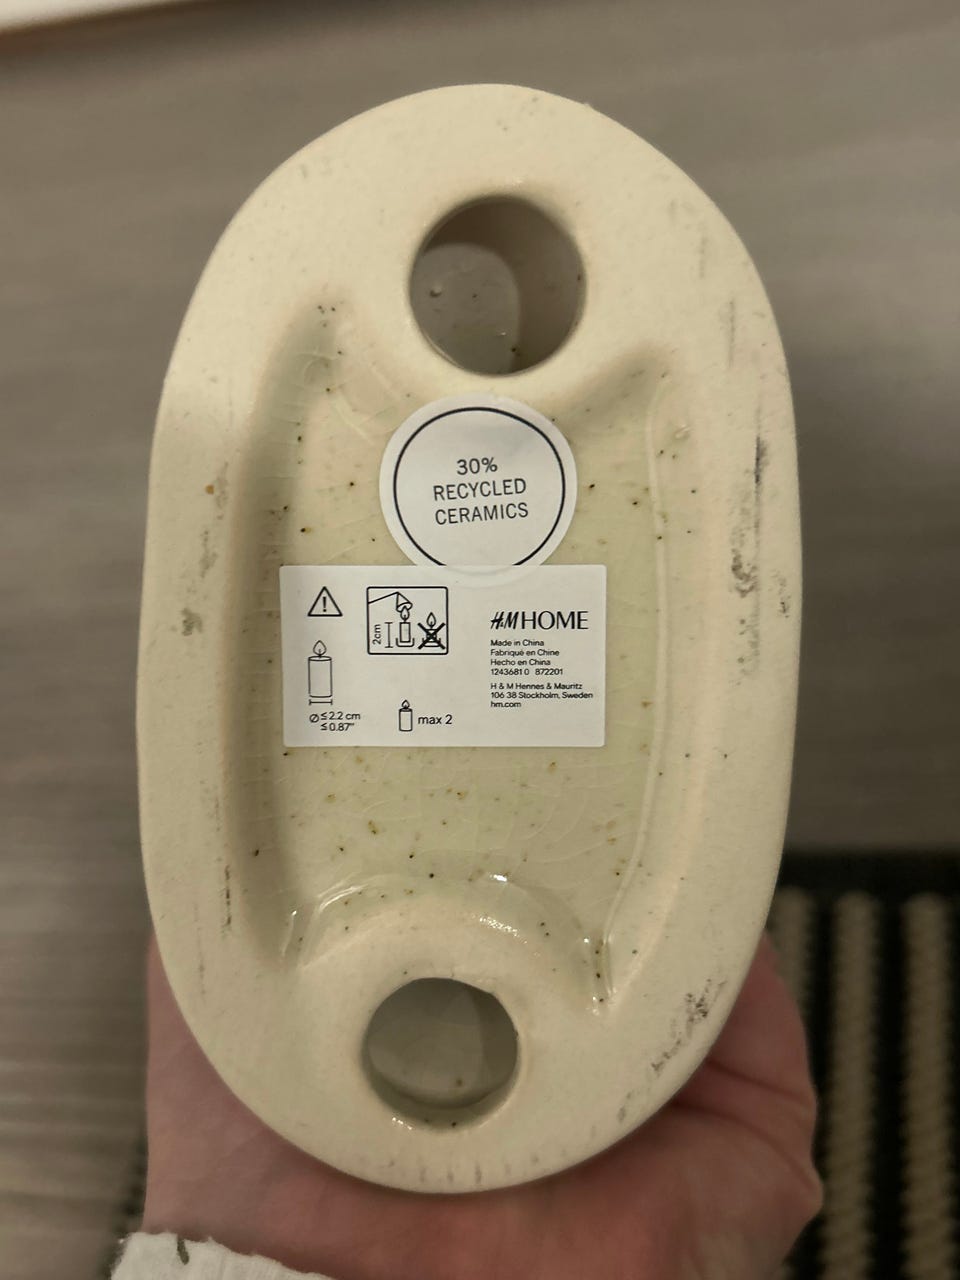 30%
RECYCLED
CERAMICS
2cm
H&M HOME
Made in China
Fabriqué en Chine
Hecho en China
1243681 0 872201
H & M Hennes & Mauritz
106 38 Stockholm, Sweden
hm.com
Ø ≤ 2.2 cm
≤ 0.87"
max 2